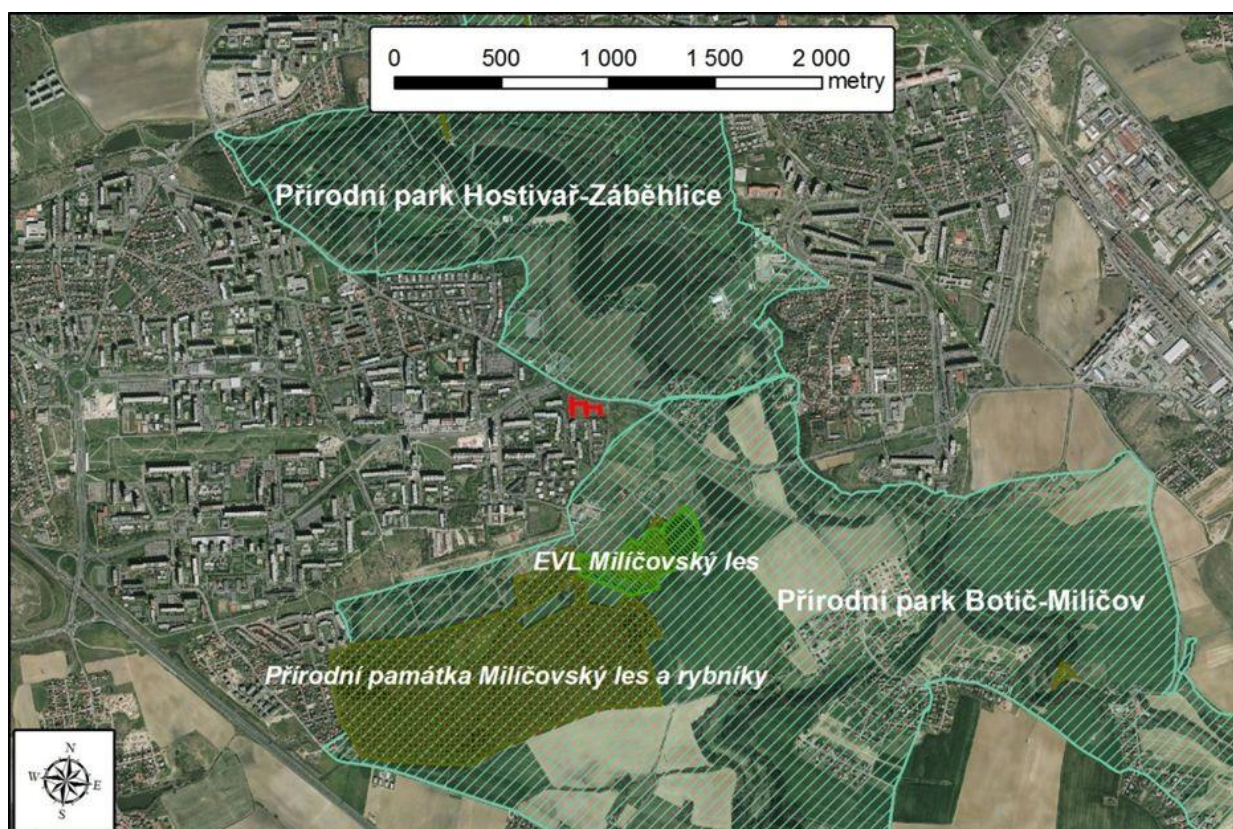 0 500 1 000 1 500 2 000
metry
Přírodní park Hostivař-Záběhlice
EVL Milíčovský les
Přírodní park Botič-Milíčov
Přírodní památka Milíčovský les a rybníky
N
W E
S